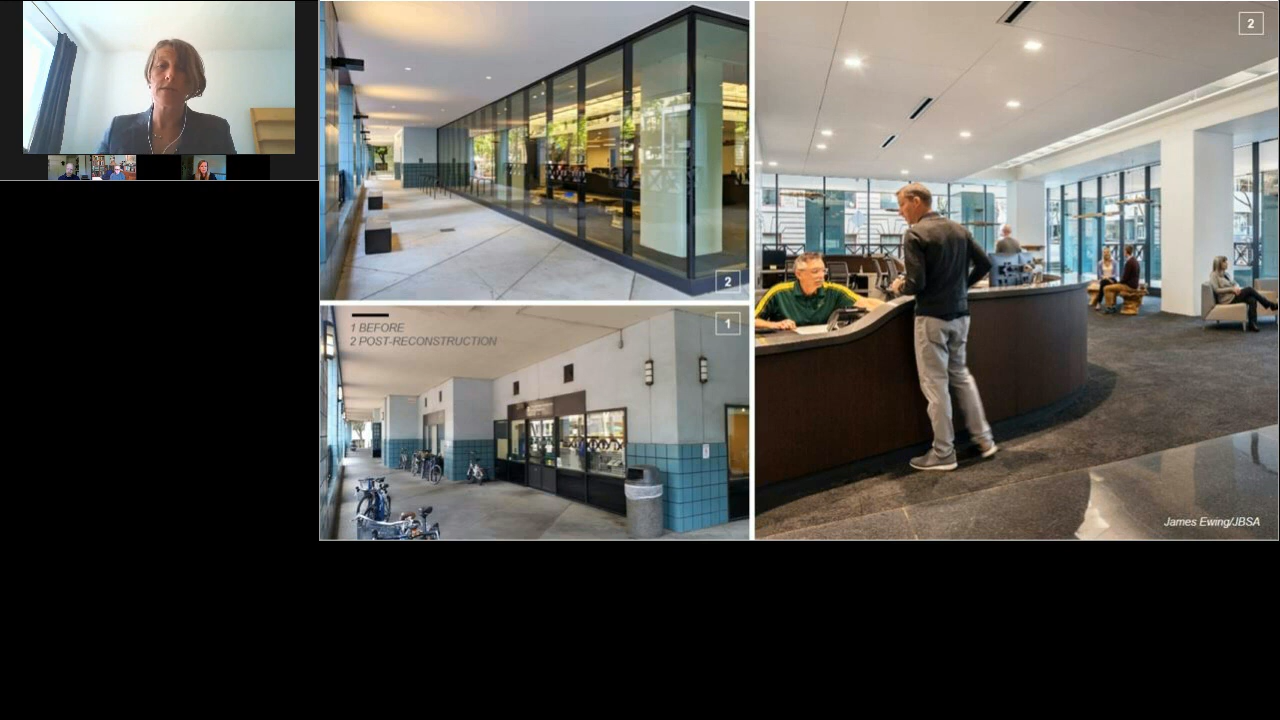 2
2
1 BEFORE
2 POST-RECONSTRUCTION
1
James Ewing/JBSA